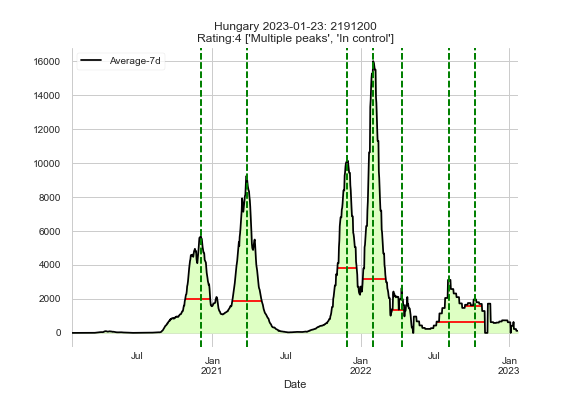 Hungary 2023-01-23: 2191200
Rating:4 ['Multiple peaks', 'In control']
Average-7d
16000
14000
12000
10000
8000
6000
4000
2000
0
Jul
Jan
2021
Jul
Jan
2022
Jul
Jan
2023
Date